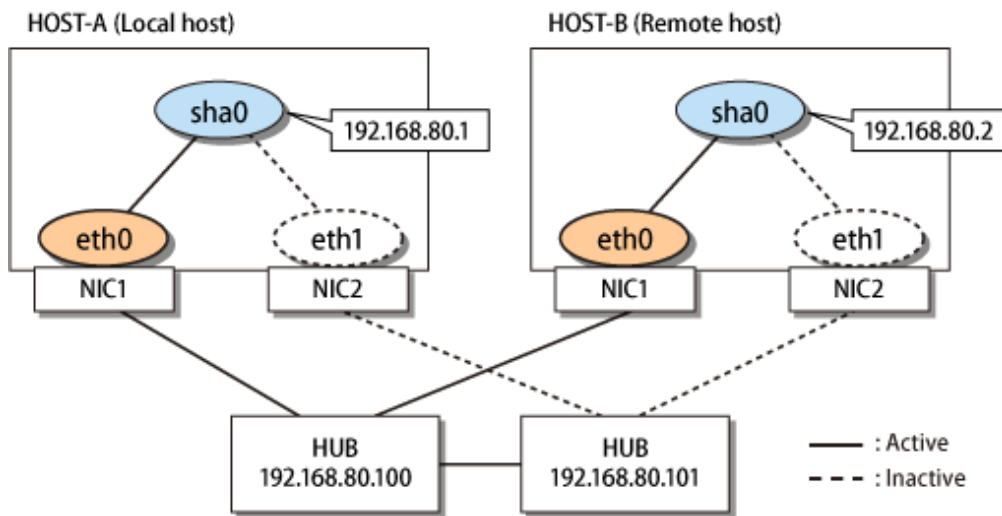 HOST-A (Local host)
HOST-B (Remote host)
sha0
192.168.80.1
sha0
192.168.80.2
eth0
eth1
eth0
eth1
NIC1
NIC2
NIC1
NIC2
HUB
192.168.80.100
HUB
192.168.80.101
: Active
: Inactive